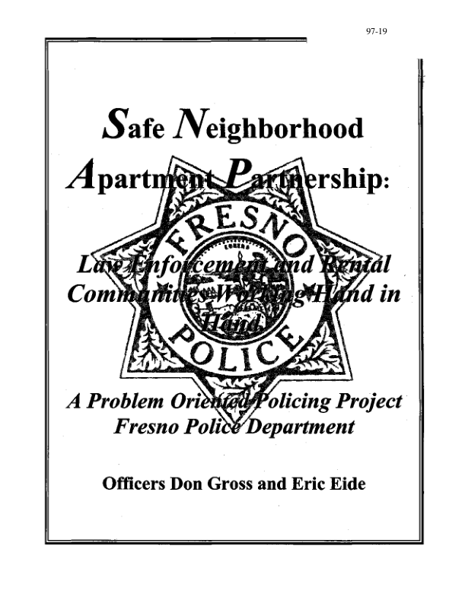 97-19
Safe Neighborhood
Apartment Partnership:
FRESNO
Law Enforcement and Rental
Communities Working Hand in
Hand
POLICE
A Problem Oriented Policing Project
Fresno Police Department
Officers Don Gross and Eric Eide